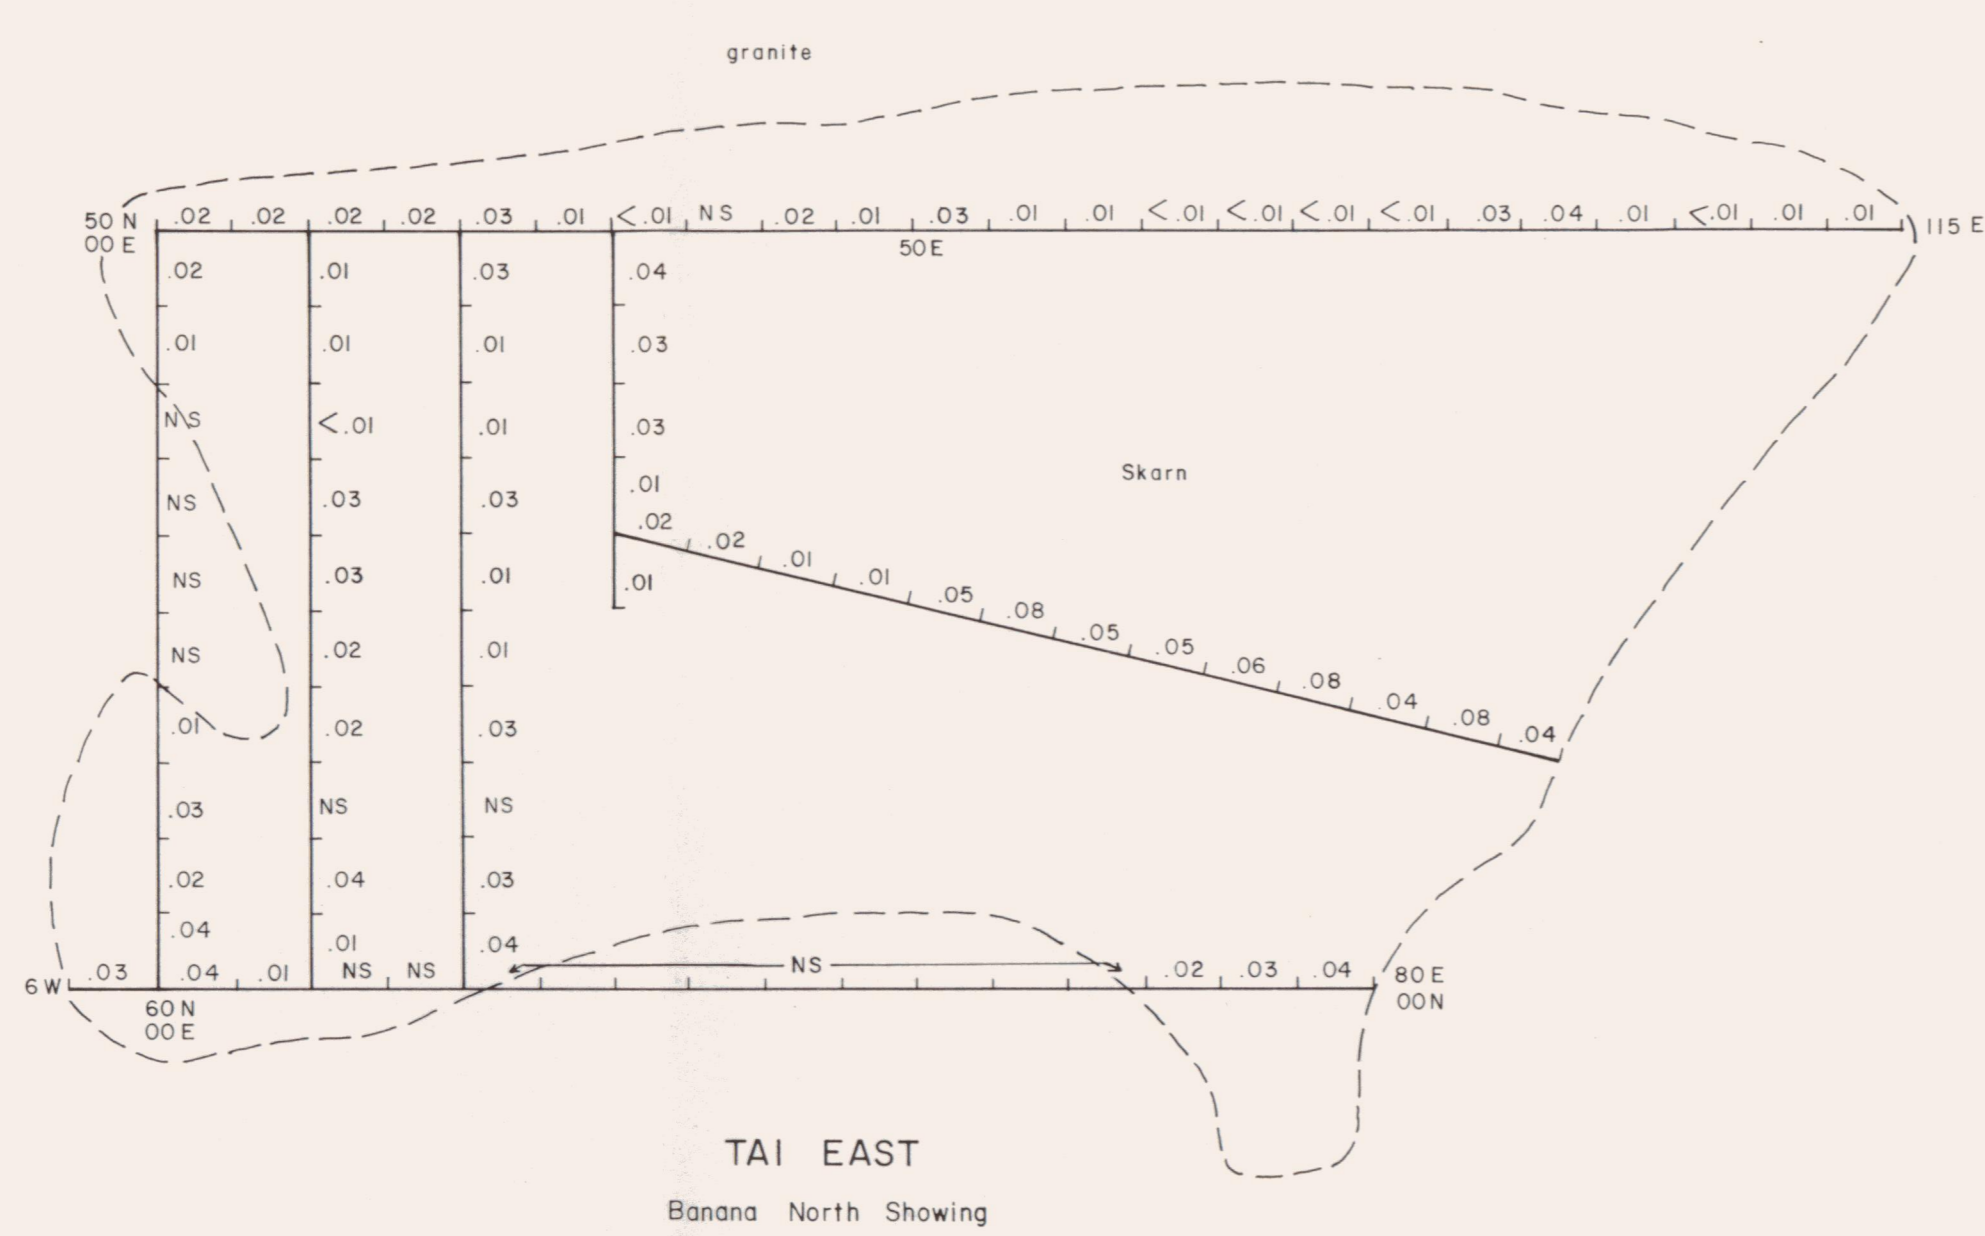 granite
50 N .02 .02 .02 .02 .03 .01 <.01 NS .02 .01 .03 .01 .01 <.01 <.01 <.01 <.01 .03 .04 .01 <.01 .01 .01 115 E
00 E 50 E
.02 .01 .03 .04
.01 .01 .01 .03
NS <.01 .01 .03
Skarn
NS .03 .03 .01
.02 .02 .01 .01 .05 .08 .05 .05 .06 .08 .04 .08 .04
NS .03 .01 .01
NS .02 .01
.01 .02 .03
.03 NS NS
.02 .04 .03
.04 .01 .04
6 W .03 .04 .01 NS NS NS .02 .03 .04 80 E
60 N 00 N
00 E
TAI EAST
Banana North Showing